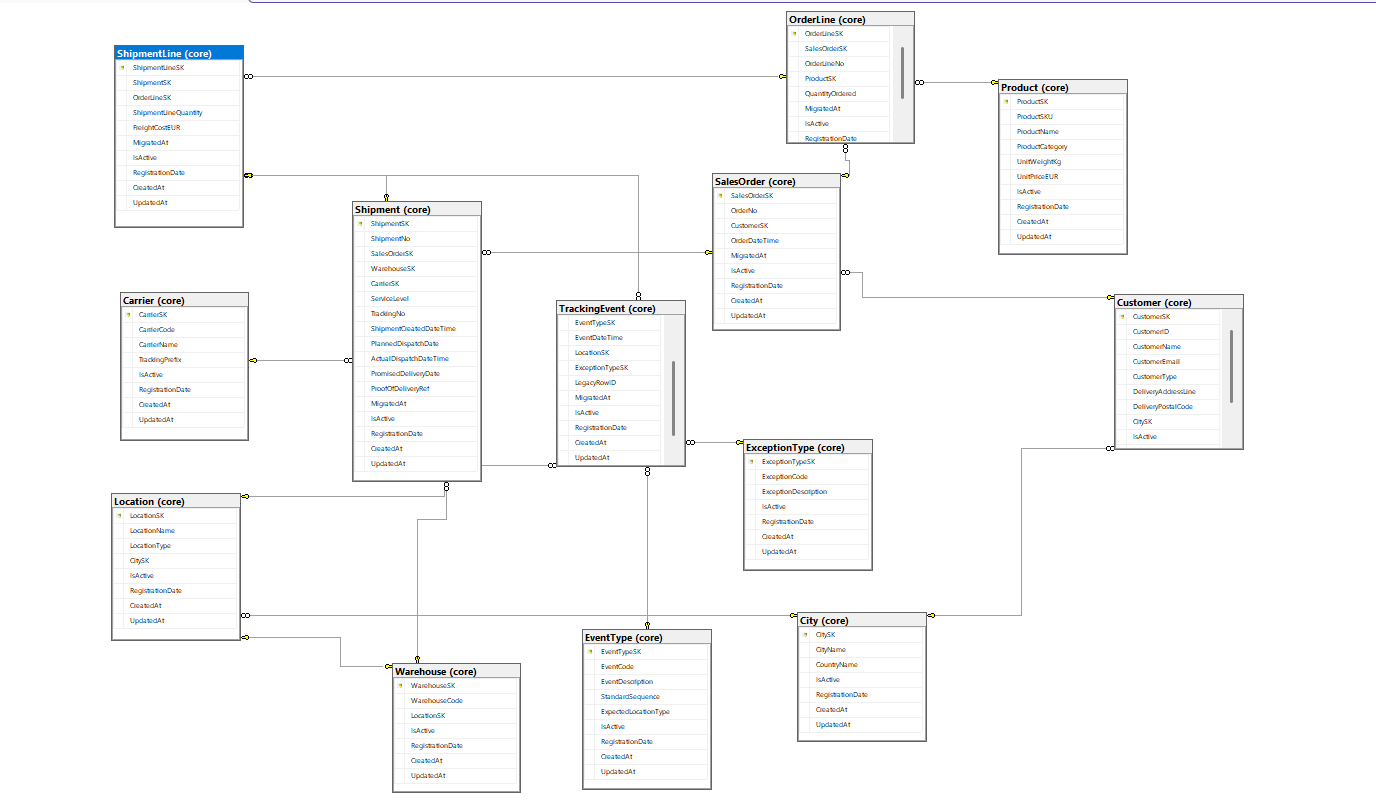 OrderLine (core)
OrderLineSK
SalesOrderSK
OrderLineNo
ProductSK
QuantityOrdered
MigratedAt
IsActive
RegistrationDate
ShipmentLine (core)
ShipmentLineSK
ShipmentSK
OrderLineSK
ShipmentLineQuantity
FreightCostEUR
MigratedAt
IsActive
RegistrationDate
CreatedAt
UpdatedAt
Product (core)
ProductSK
ProductSKU
ProductName
ProductCategory
UnitWeightKg
UnitPriceEUR
IsActive
RegistrationDate
CreatedAt
UpdatedAt
SalesOrder (core)
SalesOrderSK
OrderNo
CustomerSK
OrderDateTime
MigratedAt
IsActive
RegistrationDate
CreatedAt
UpdatedAt
Shipment (core)
ShipmentSK
ShipmentNo
SalesOrderSK
WarehouseSK
CarrierSK
ServiceLevel
TrackingNo
ShipmentCreatedDateTime
PlannedDispatchDate
ActualDispatchDateTime
PromisedDeliveryDate
ProofOfDeliveryRef
MigratedAt
IsActive
RegistrationDate
CreatedAt
UpdatedAt
Carrier (core)
CarrierSK
CarrierCode
CarrierName
TrackingPrefix
IsActive
RegistrationDate
CreatedAt
UpdatedAt
TrackingEvent (core)
EventTypeSK
EventDateTime
LocationSK
ExceptionTypeSK
LegacyRowID
MigratedAt
IsActive
RegistrationDate
CreatedAt
UpdatedAt
Customer (core)
CustomerSK
CustomerID
CustomerName
CustomerEmail
CustomerType
DeliveryAddressLine
DeliveryPostalCode
CitySK
IsActive
ExceptionType (core)
ExceptionTypeSK
ExceptionCode
ExceptionDescription
IsActive
RegistrationDate
CreatedAt
UpdatedAt
Location (core)
LocationSK
LocationName
LocationType
CitySK
IsActive
RegistrationDate
CreatedAt
UpdatedAt
City (core)
CitySK
CityName
CountryName
IsActive
RegistrationDate
CreatedAt
UpdatedAt
EventType (core)
EventTypeSK
EventCode
EventDescription
StandardSequence
ExpectedLocationType
IsActive
RegistrationDate
CreatedAt
UpdatedAt
Warehouse (core)
WarehouseSK
WarehouseCode
LocationSK
IsActive
RegistrationDate
CreatedAt
UpdatedAt